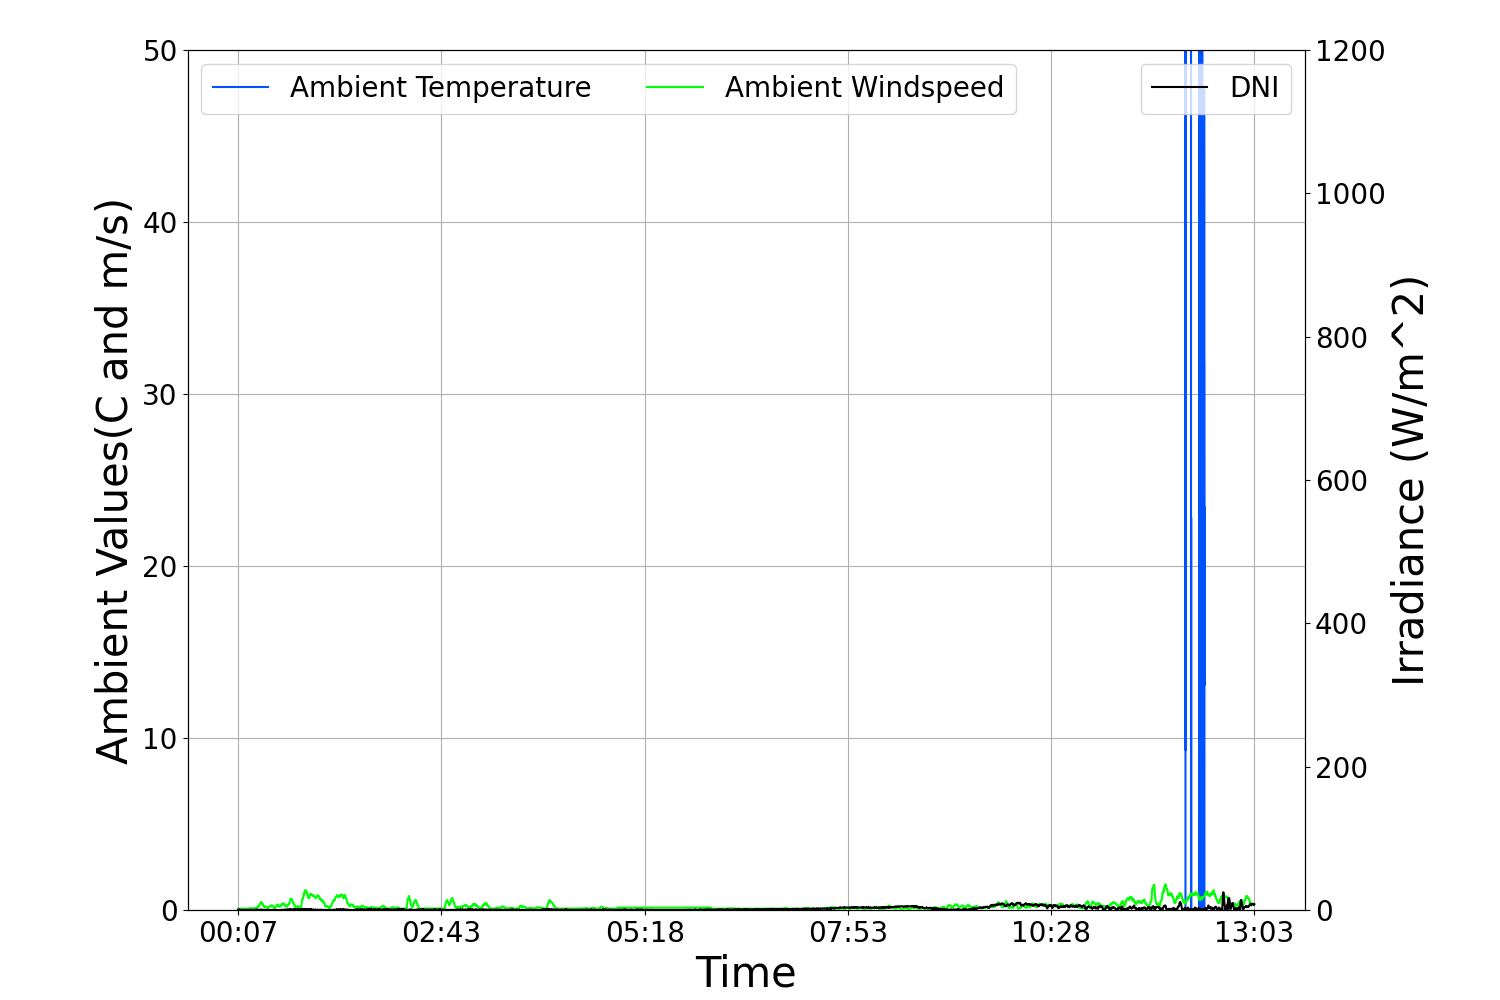 Ambient Temperature
Ambient Windspeed
DNI
Ambient Values(C and m/s)
50
40
30
20
10
0
1200
1000
800
600
400
200
0
Irradiance (W/m^2)
00:07 02:43 05:18 07:53 10:28 13:03
Time